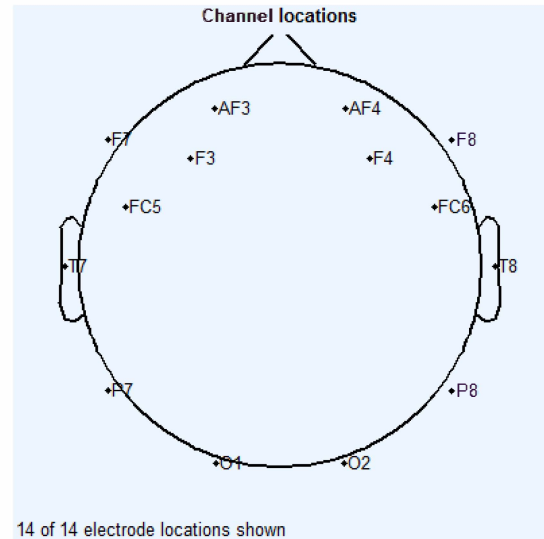 Channel locations
AF3 AF4
F7 F8
F3 F4
FC5 FC6
T7 T8
P7 P8
O1 O2
14 of 14 electrode locations shown